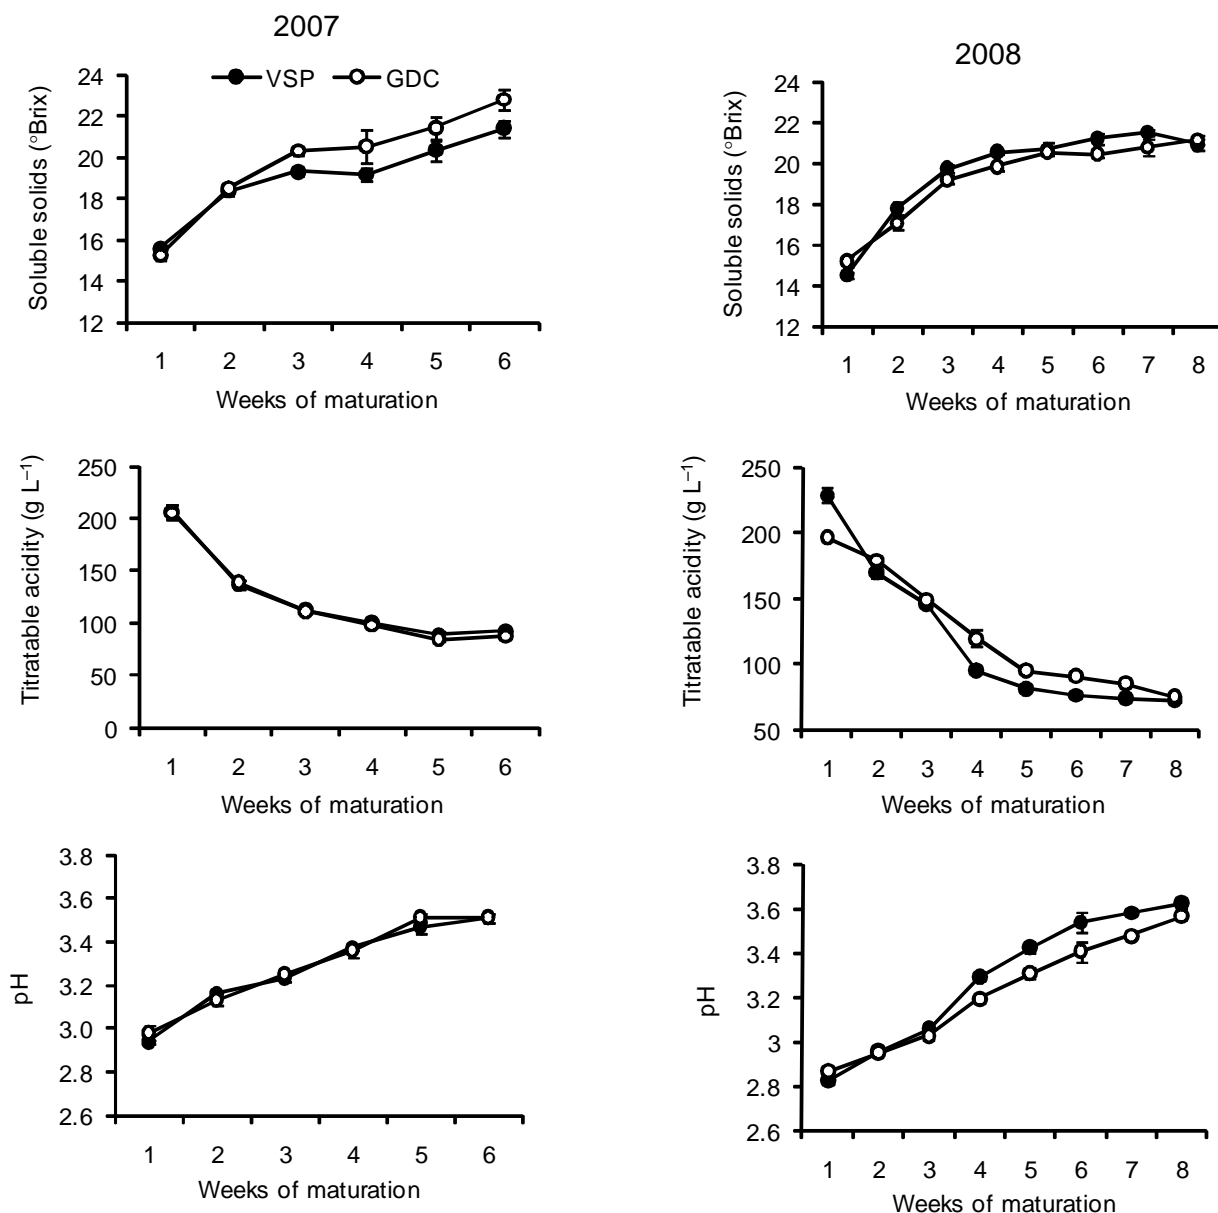 2007
VSP GDC
Soluble solids (°Brix)
24
22
20
18
16
14
12
1 2 3 4 5 6
Weeks of maturation
2008
Soluble solids (°Brix)
24
22
20
18
16
14
12
1 2 3 4 5 6 7 8
Weeks of maturation
Titratable acidity (g L⁻¹)
250
200
150
100
50
0
1 2 3 4 5 6
Weeks of maturation
Titratable acidity (g L⁻¹)
250
200
150
100
50
1 2 3 4 5 6 7 8
Weeks of maturation
pH
3.8
3.6
3.4
3.2
3.0
2.8
2.6
1 2 3 4 5 6
Weeks of maturation
pH
3.8
3.6
3.4
3.2
3
2.8
2.6
1 2 3 4 5 6 7 8
Weeks of maturation